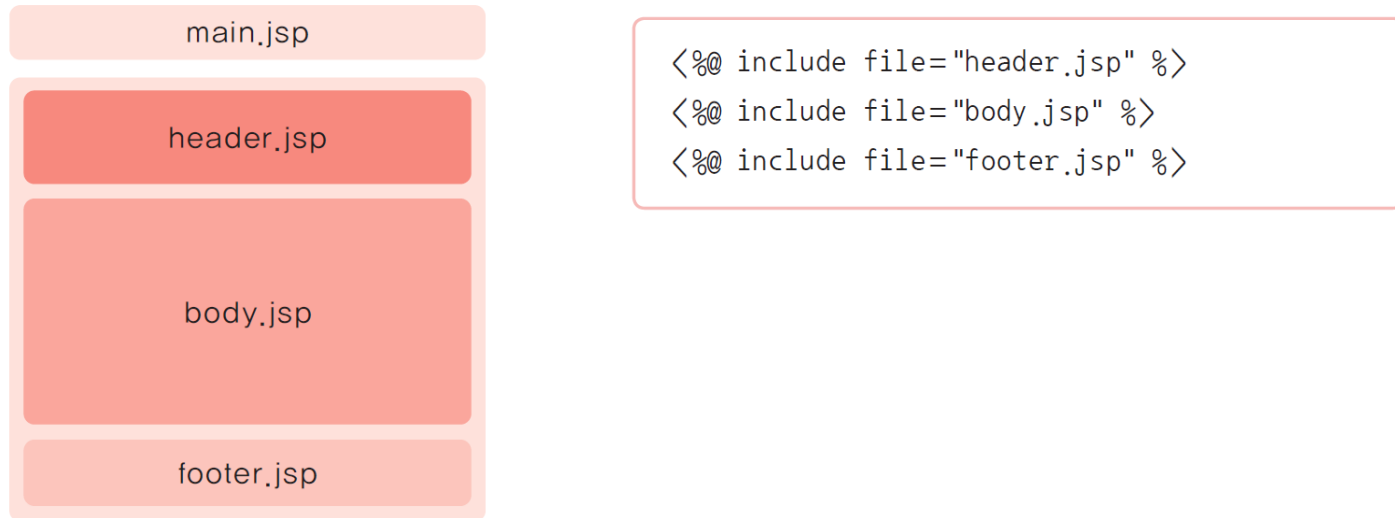 main.jsp
header.jsp
body.jsp
footer.jsp
<%@ include file="header.jsp" %>
<%@ include file="body.jsp" %>
<%@ include file="footer.jsp" %>